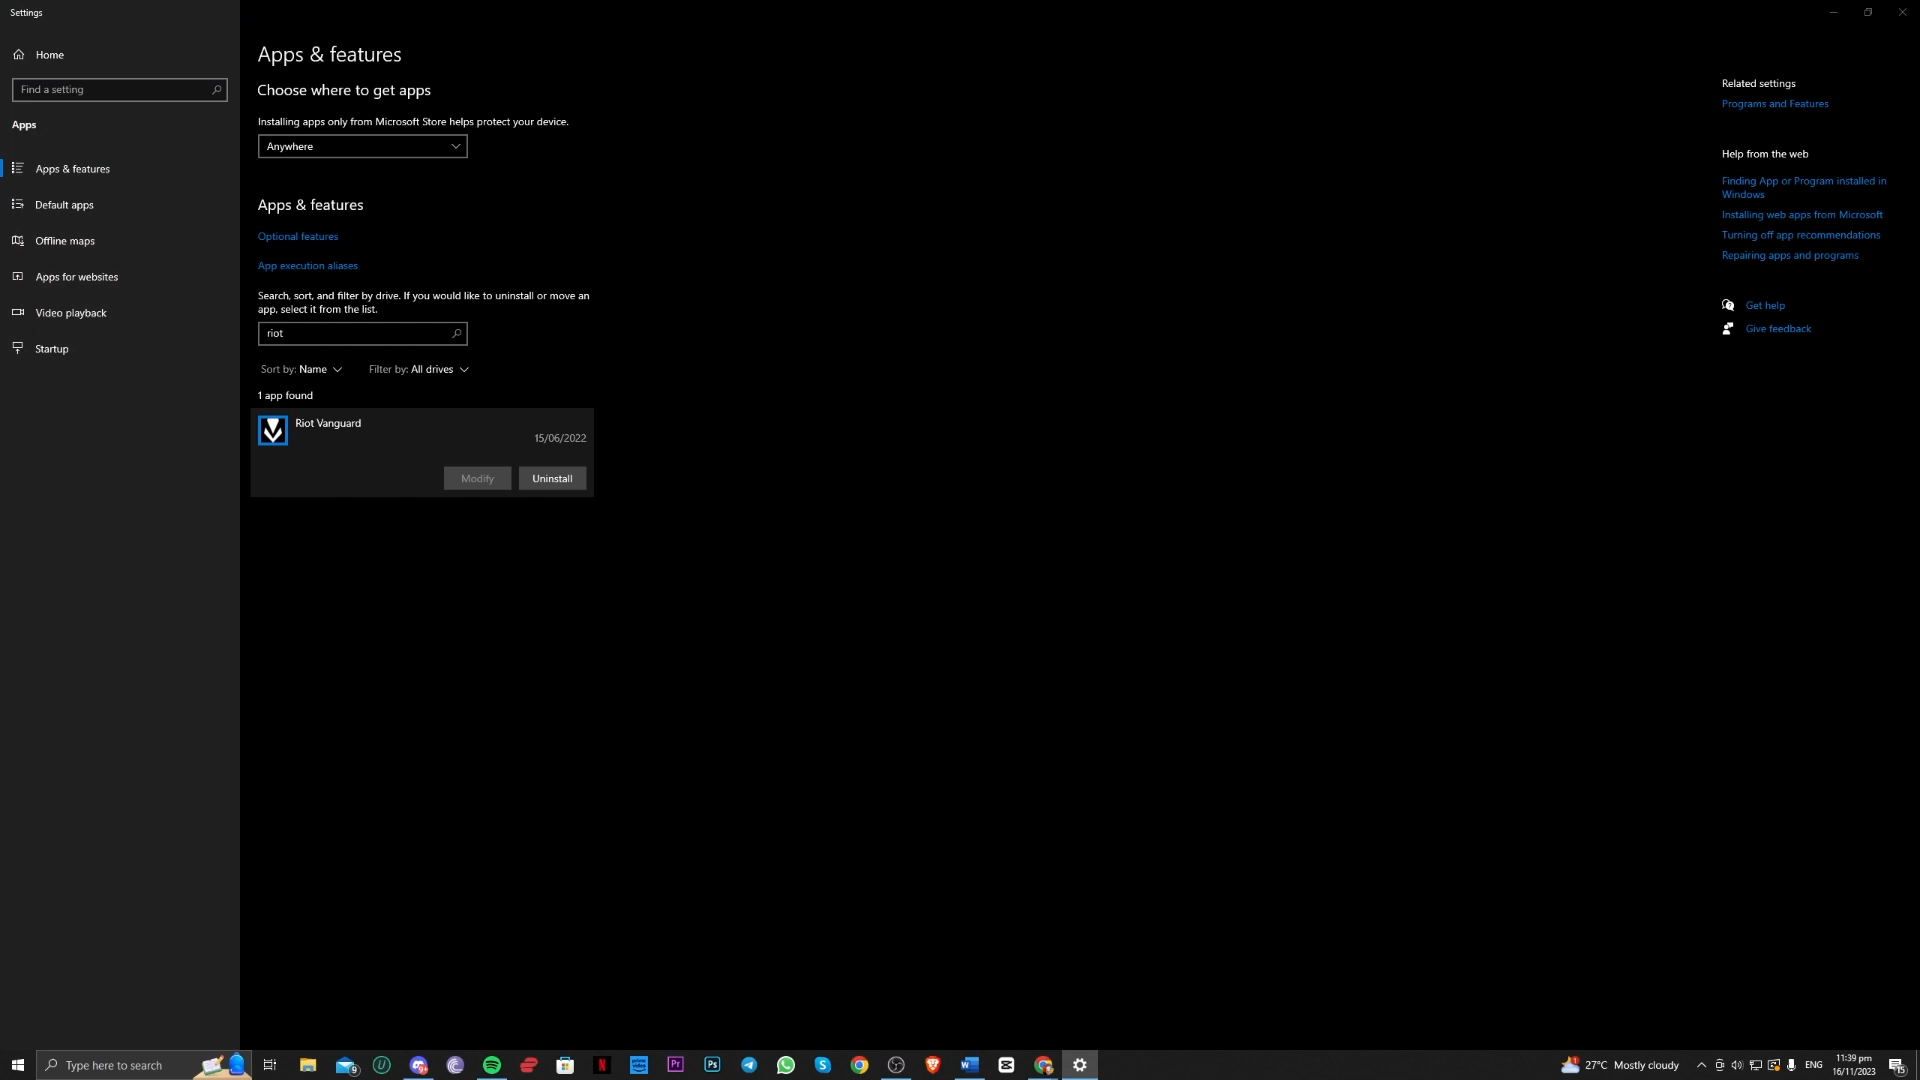 Settings
Home
Find a setting
Apps
Apps & features
Default apps
Offline maps
Apps for websites
Video playback
Startup
Apps & features
Choose where to get apps
Installing apps only from Microsoft Store helps protect your device.
Anywhere
Apps & features
Optional features
App execution aliases
Search, sort, and filter by drive. If you would like to uninstall or move an
app, select it from the list.
riot
Sort by: Name
Filter by: All drives
1 app found
Riot Vanguard
15/06/2022
Modify
Uninstall
Related settings
Programs and Features
Help from the web
Finding App or Program installed in
Windows
Installing web apps from Microsoft
Turning off app recommendations
Repairing apps and programs
Get help
Give feedback
Type here to search
9
Pr
Ps
27°C Mostly cloudy
ENG
11:39 pm
16/11/2023
15